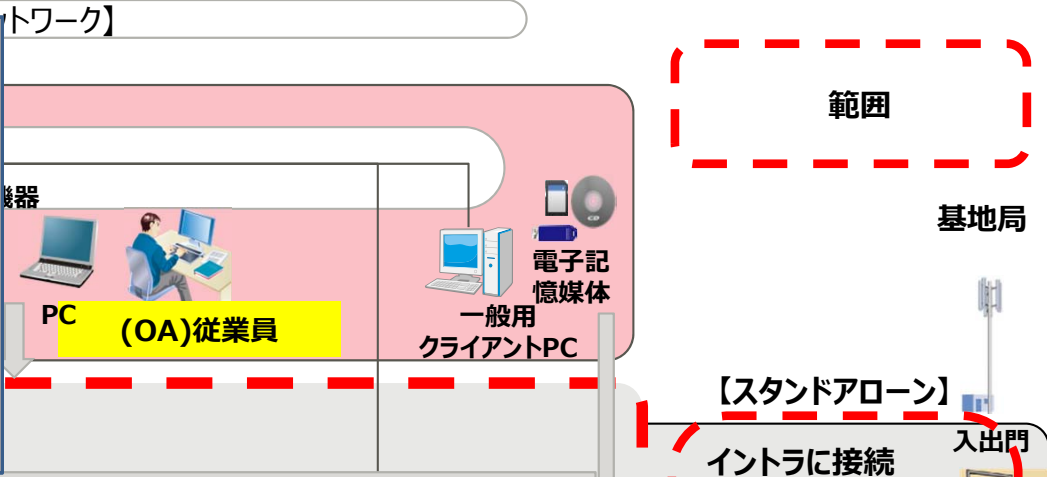 ットワーク】
範囲
機器
基地局
電子記
憶媒体
PC
(OA)従業員
一般用
クライアントPC
【スタンドアローン】
入出門
イントラに接続